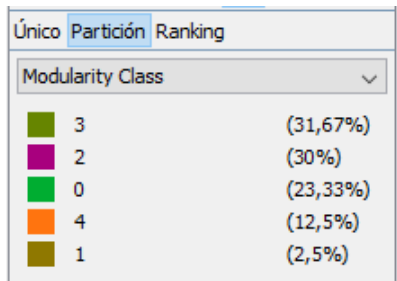 Único Partición Ranking
Modularity Class
3 (31,67%)
2 (30%)
0 (23,33%)
4 (12,5%)
1 (2,5%)